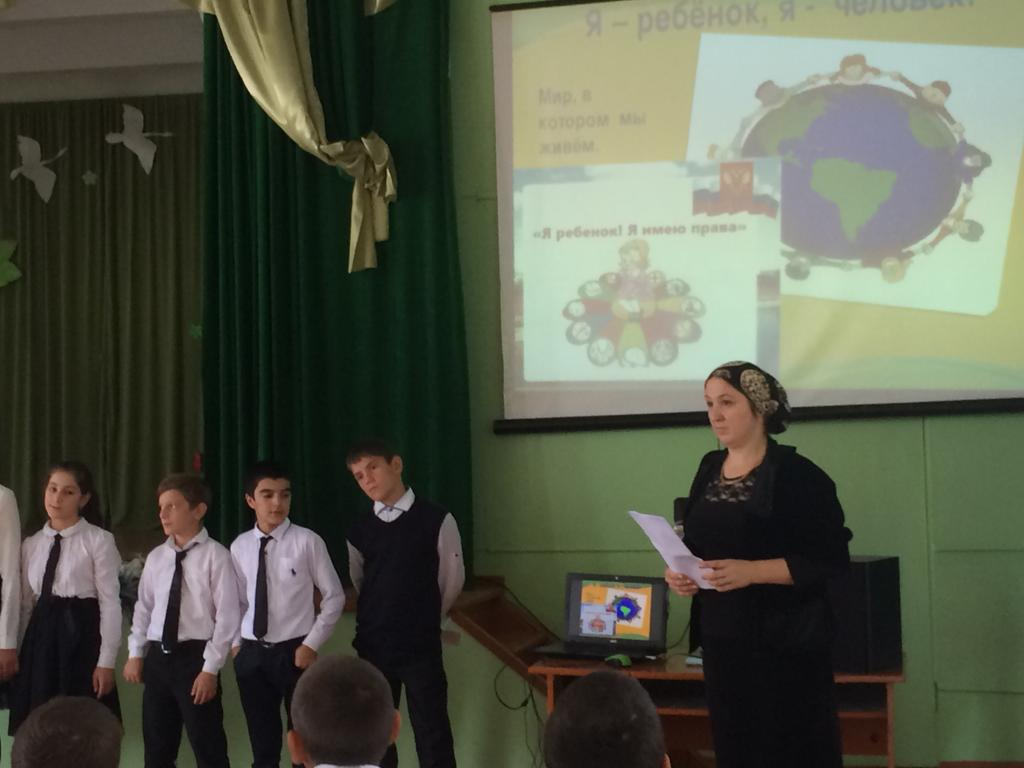 Я – ребёнок, я - человек!
Мир, в
котором мы
живём.
«Я ребенок! Я имею права»